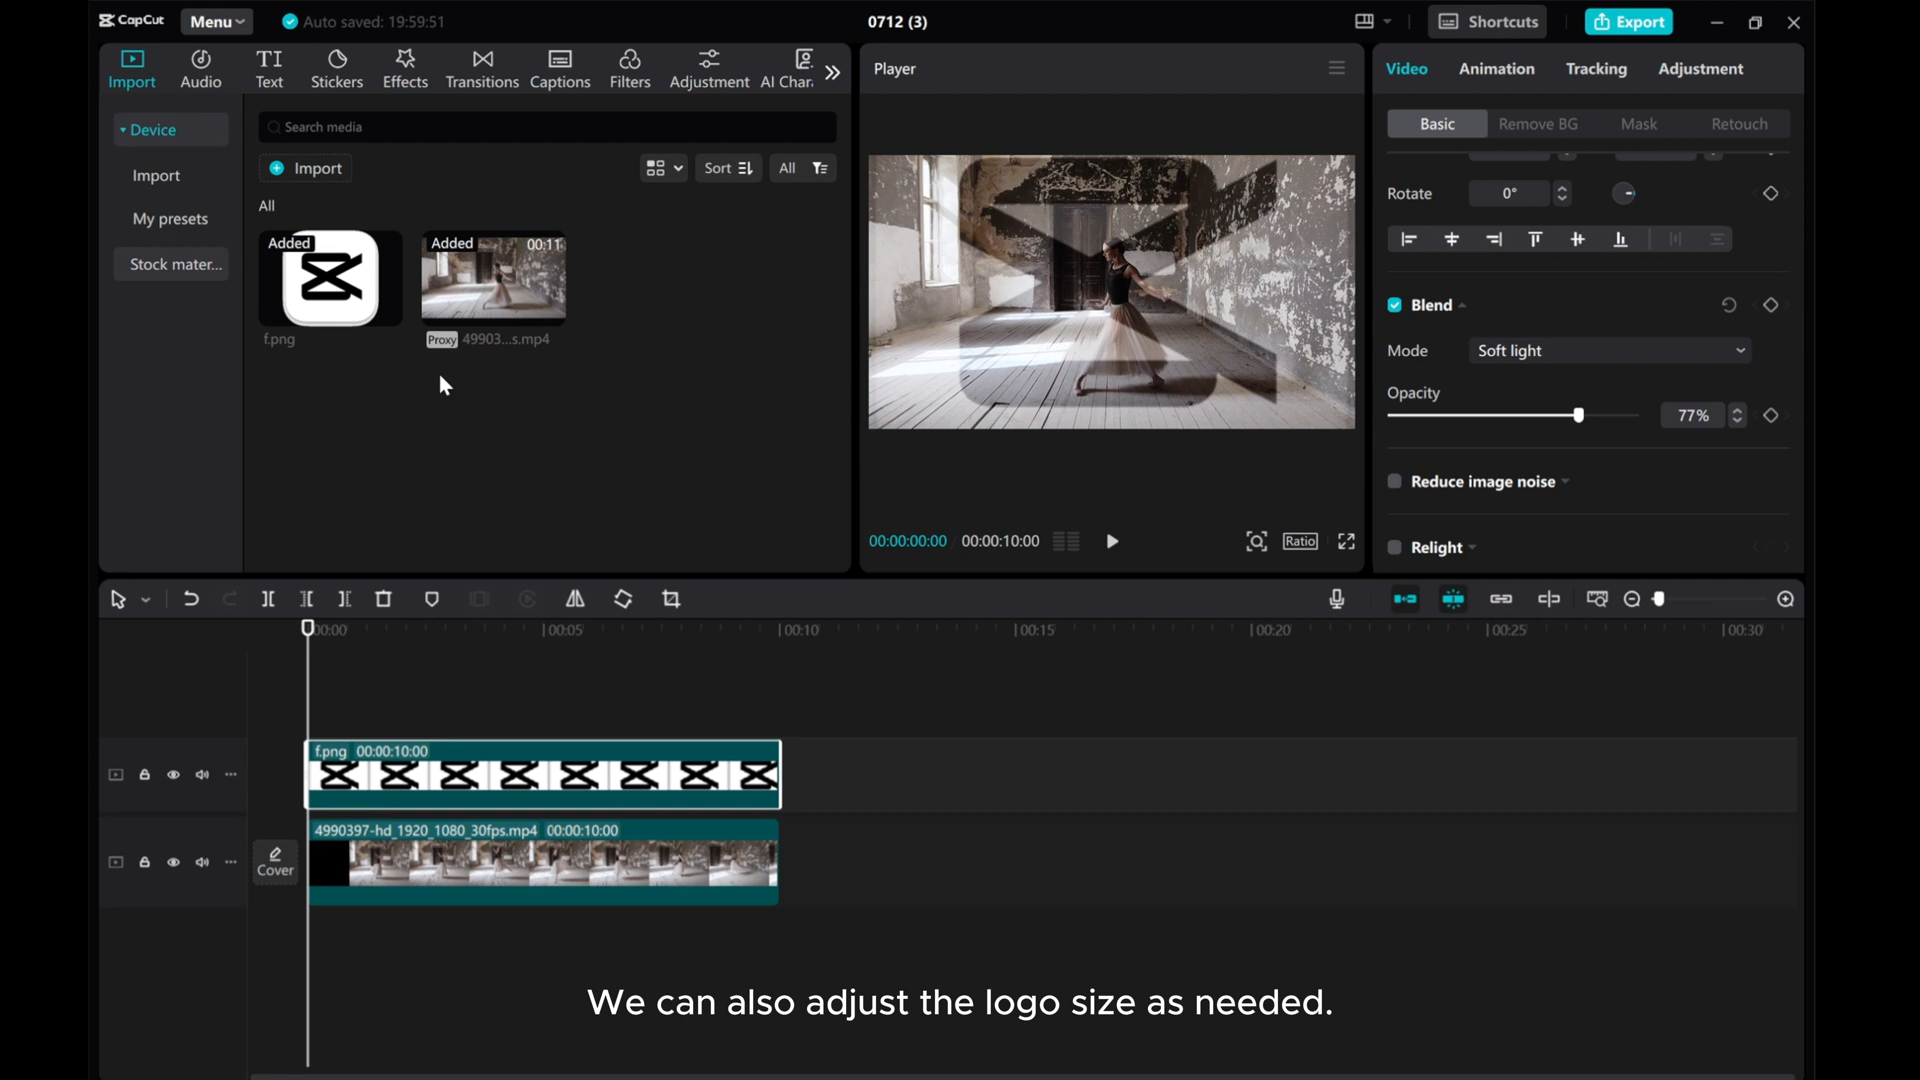 CapCut
Menu
Auto saved: 19:59:51
0712 (3)
Shortcuts
Export
Import
Audio
TI
Text
Stickers
Effects
Transitions
Captions
Filters
Adjustment
AI Char
Device
Import
My presets
Stock mater...
Search media
Import
Sort
All
All
Added
f.png
Added
00:11
Proxy
49903...s.mp4
Player
00:00:00:00
00:00:10:00
Ratio
Video
Animation
Tracking
Adjustment
Basic
Remove BG
Mask
Retouch
Rotate
0°
Blend
Mode
Soft light
Opacity
77%
Reduce image noise
Relight
00:00
00:05
00:10
00:15
00:20
00:25
00:30
f.png 00:00:10:00
Cover
4990397-hd_1920_1080_30fps.mp4 00:00:10:00
We can also adjust the logo size as needed.